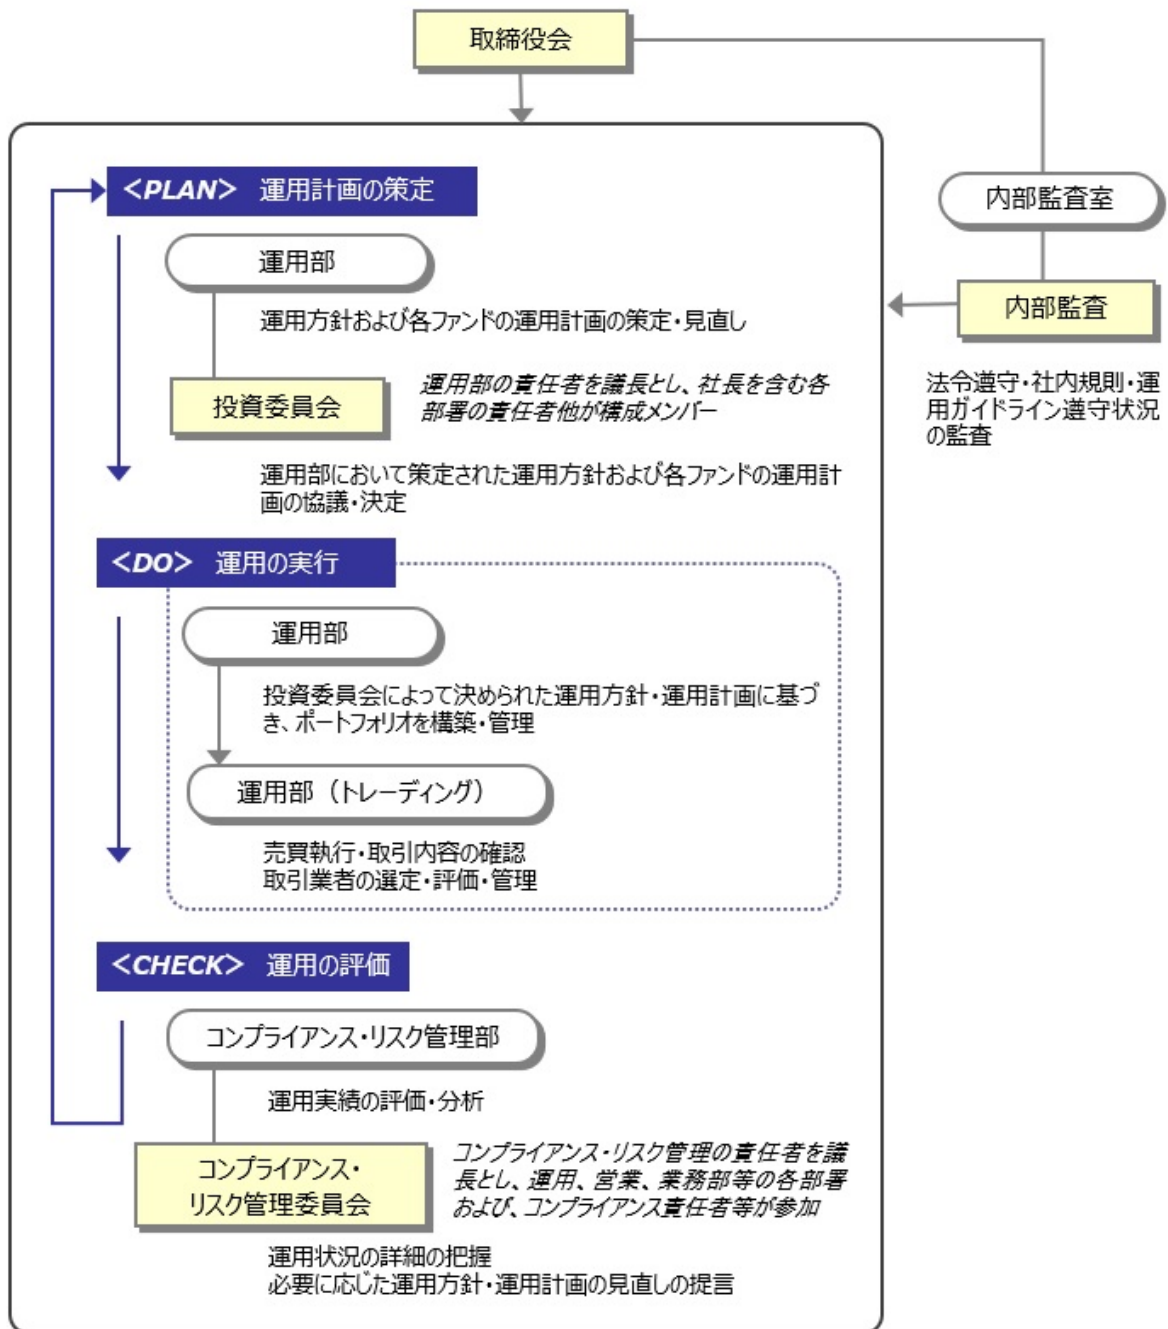 取締役会
<PLAN> 運用計画の策定
運用部
運用方針および各ファンドの運用計画の策定・見直し
投資委員会
運用部の責任者を議長とし、社長を含む各
部署の責任者他が構成メンバー
運用部において策定された運用方針および各ファンドの運用計
画の協議・決定
<DO> 運用の実行
運用部
投資委員会によって決められた運用方針・運用計画に基づ
き、ポートフォリオを構築・管理
運用部（トレーディング）
売買執行・取引内容の確認
取引業者の選定・評価・管理
<CHECK> 運用の評価
コンプライアンス・リスク管理部
運用実績の評価・分析
コンプライアンス・
リスク管理委員会
コンプライアンス・リスク管理の責任者を議
長とし、運用、営業、業務部等の各部署
および、コンプライアンス責任者等が参加
運用状況の詳細の把握
必要に応じた運用方針・運用計画の見直しの提言
内部監査室
内部監査
法令遵守・社内規則・運
用ガイドライン遵守状況
の監査